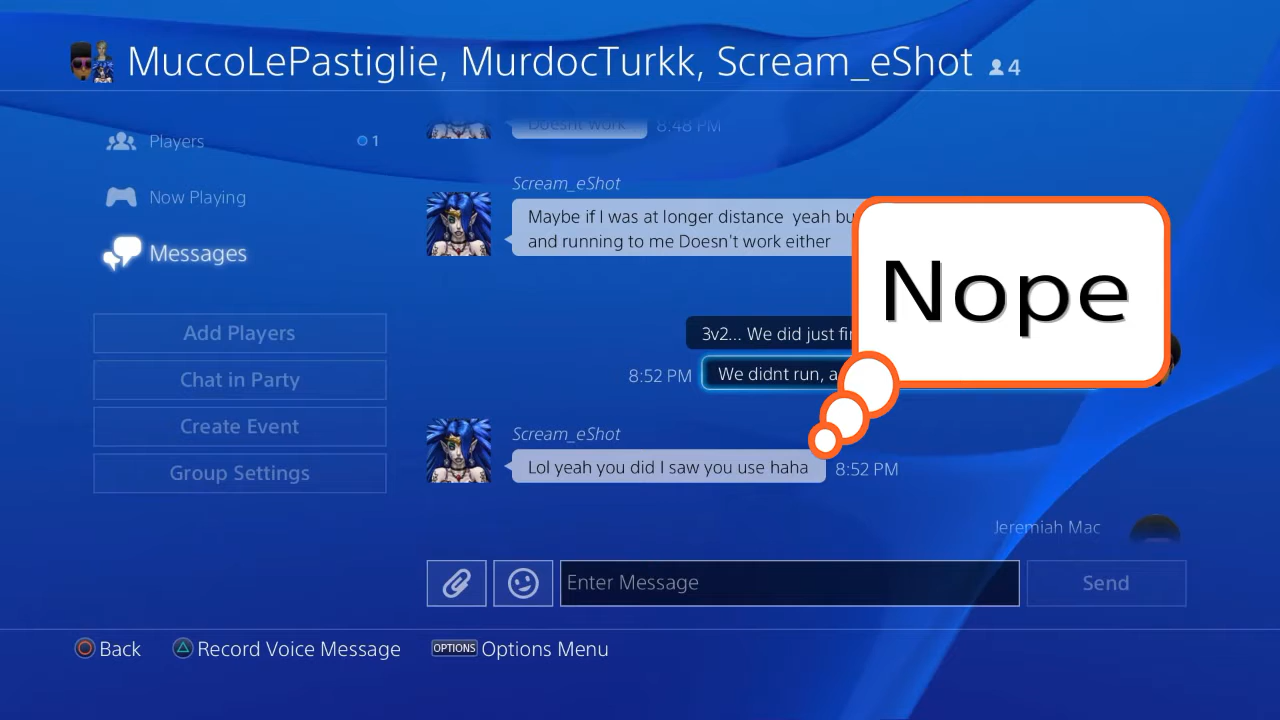 MuccoLePastiglie, MurdocTurkk, Scream_eShot 4
Players 1
Now Playing
Messages
Add Players
Chat in Party
Create Event
Group Settings
Doesnt work 8:48 PM
Scream_eShot
Maybe if I was at longer distance yeah
and running to me Doesn't work either
3v2... We did just
8:52 PM We didnt run,
Nope
Scream_eShot
Lol yeah you did I saw you use haha 8:52 PM
Jeremiah Mac
Enter Message
Send
Back
Record Voice Message
OPTIONS Options Menu